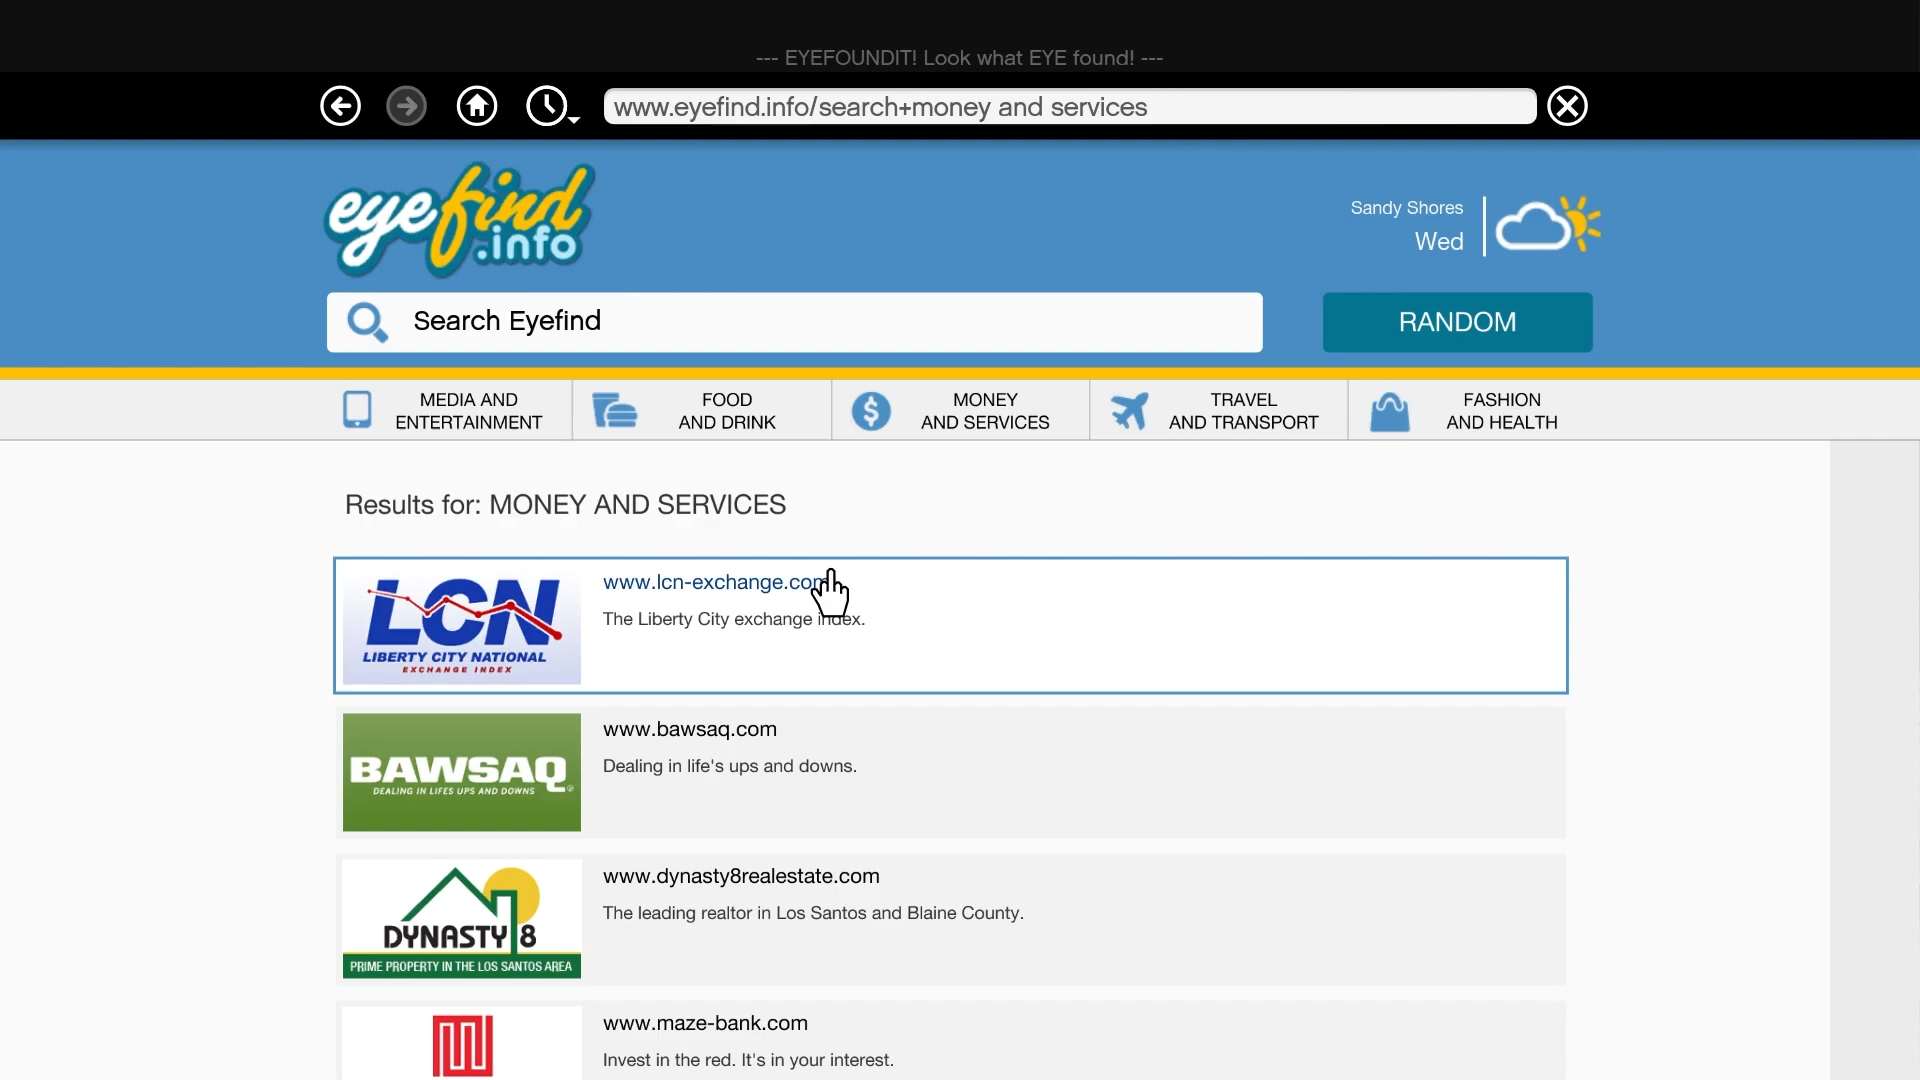 --- EYEFOUNDIT! Look what EYE found! ---
www.eyefind.info/search+money and services
eyefind
.info
Sandy Shores
Wed
Search Eyefind
RANDOM
MEDIA AND
ENTERTAINMENT
FOOD
AND DRINK
MONEY
AND SERVICES
TRAVEL
AND TRANSPORT
FASHION
AND HEALTH
Results for: MONEY AND SERVICES
LCN
LIBERTY CITY NATIONAL
EXCHANGE INDEX
www.lcn-exchange.com
The Liberty City exchange index.
BAWSAQ
DEALING IN LIFES UPS AND DOWNS
www.bawsaq.com
Dealing in life's ups and downs.
DYNASTY 8
PRIME PROPERTY IN THE LOS SANTOS AREA
www.dynasty8realestate.com
The leading realtor in Los Santos and Blaine County.
www.maze-bank.com
Invest in the red. It's in your interest.